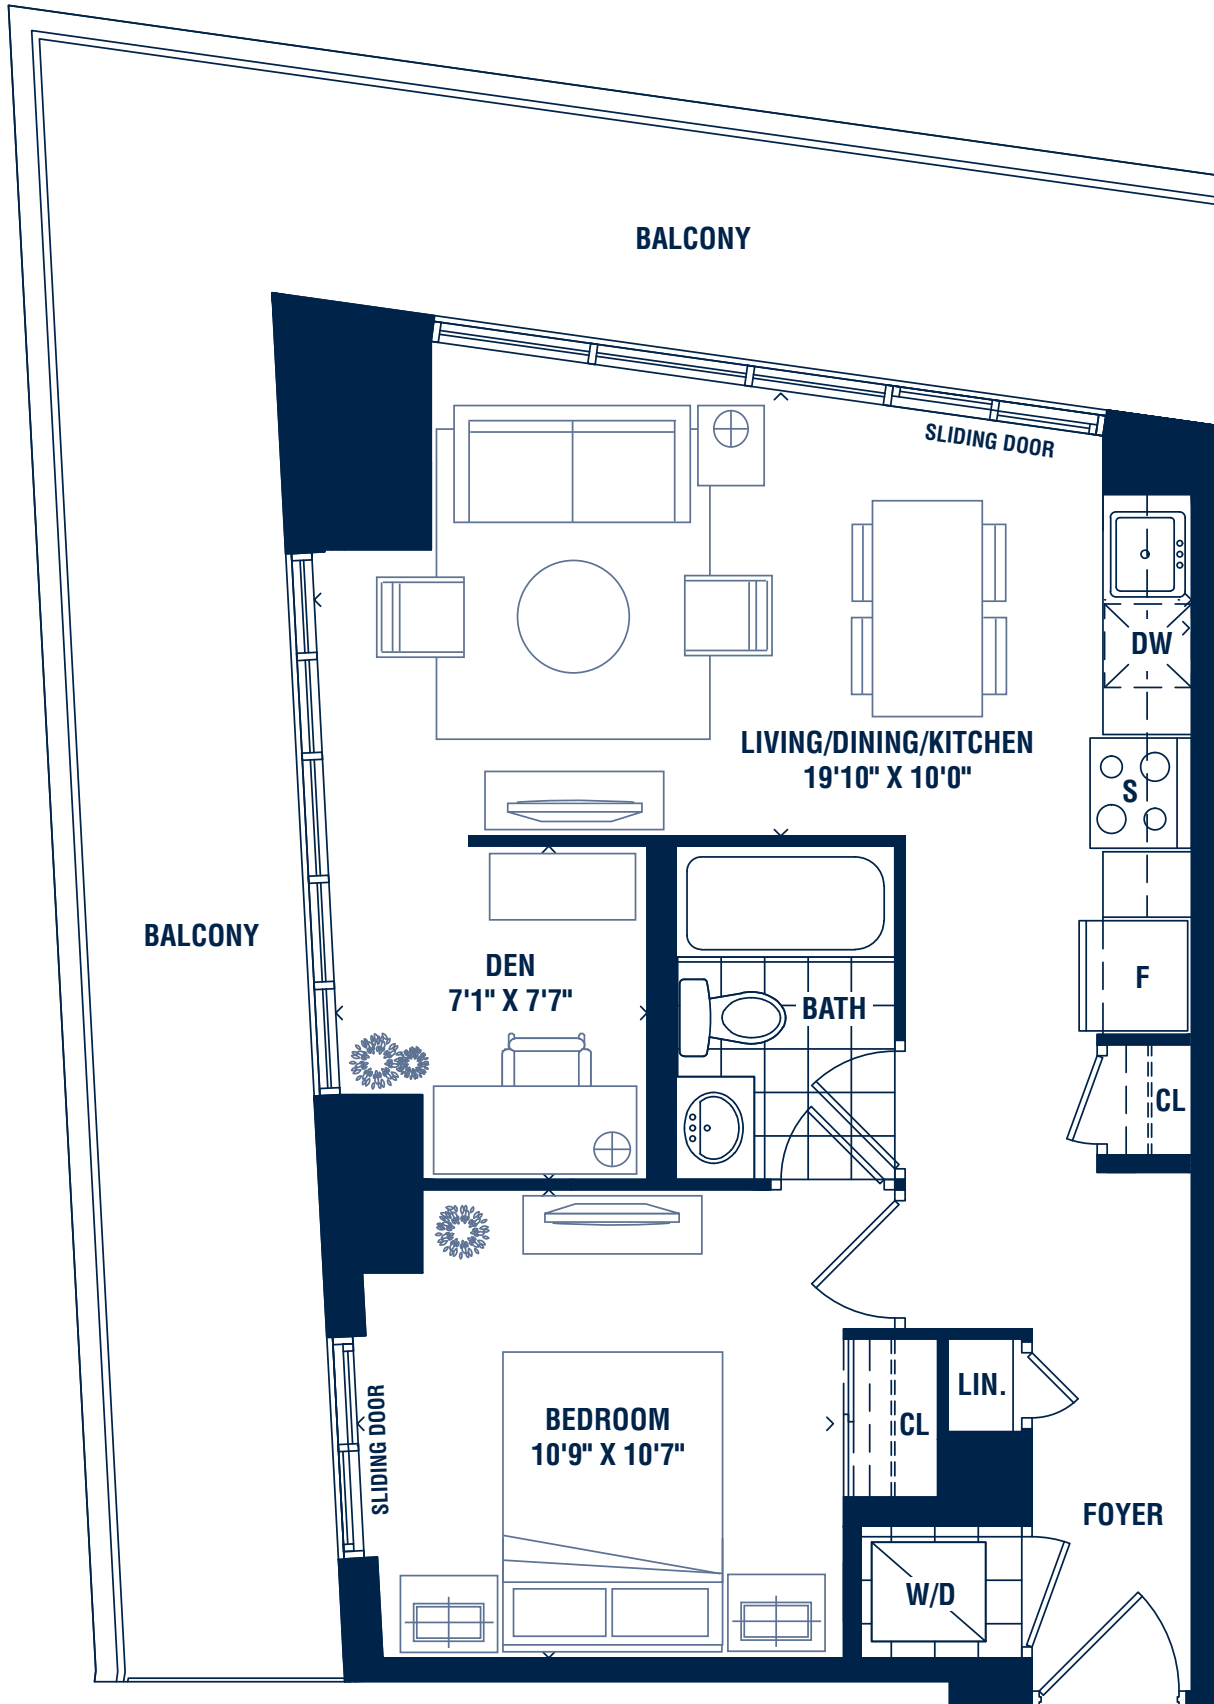 BALCONY
SLIDING DOOR
DW
LIVING/DINING/KITCHEN
19'10" X 10'0"
S
BALCONY
DEN
7'1" X 7'7"
BATH
F
CL
SLIDING DOOR
BEDROOM
10'9" X 10'7"
CL
LIN.
FOYER
W/D